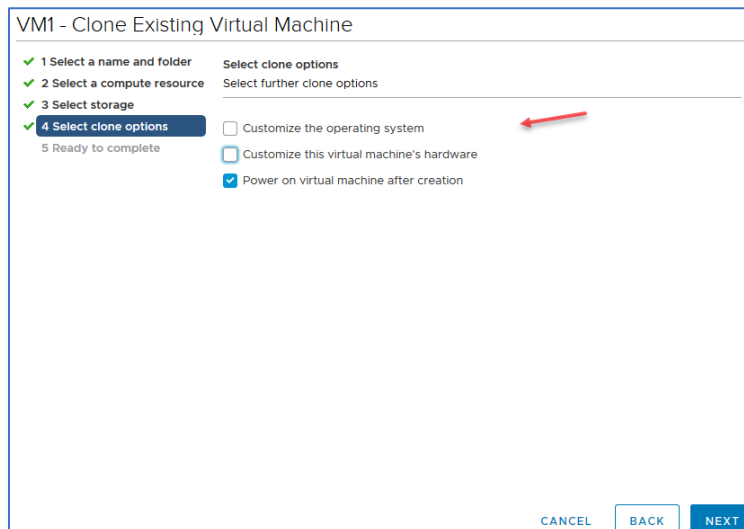 VM1 - Clone Existing Virtual Machine
1 Select a name and folder
2 Select a compute resource
3 Select storage
4 Select clone options
5 Ready to complete
Select clone options
Select further clone options
Customize the operating system
Customize this virtual machine's hardware
Power on virtual machine after creation
CANCEL
BACK
NEXT